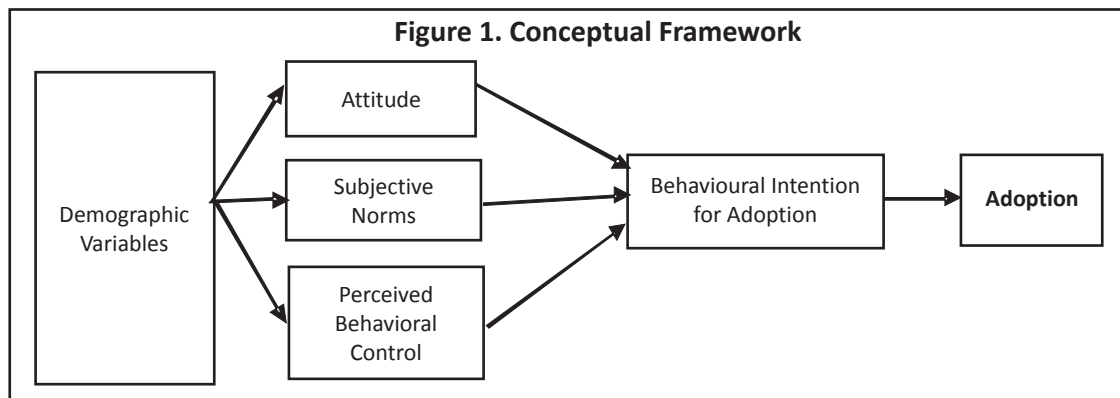 Figure 1. Conceptual Framework
Demographic
Variables
Attitude
Subjective
Norms
Perceived
Behavioral
Control
Behavioural Intention
for Adoption
Adoption